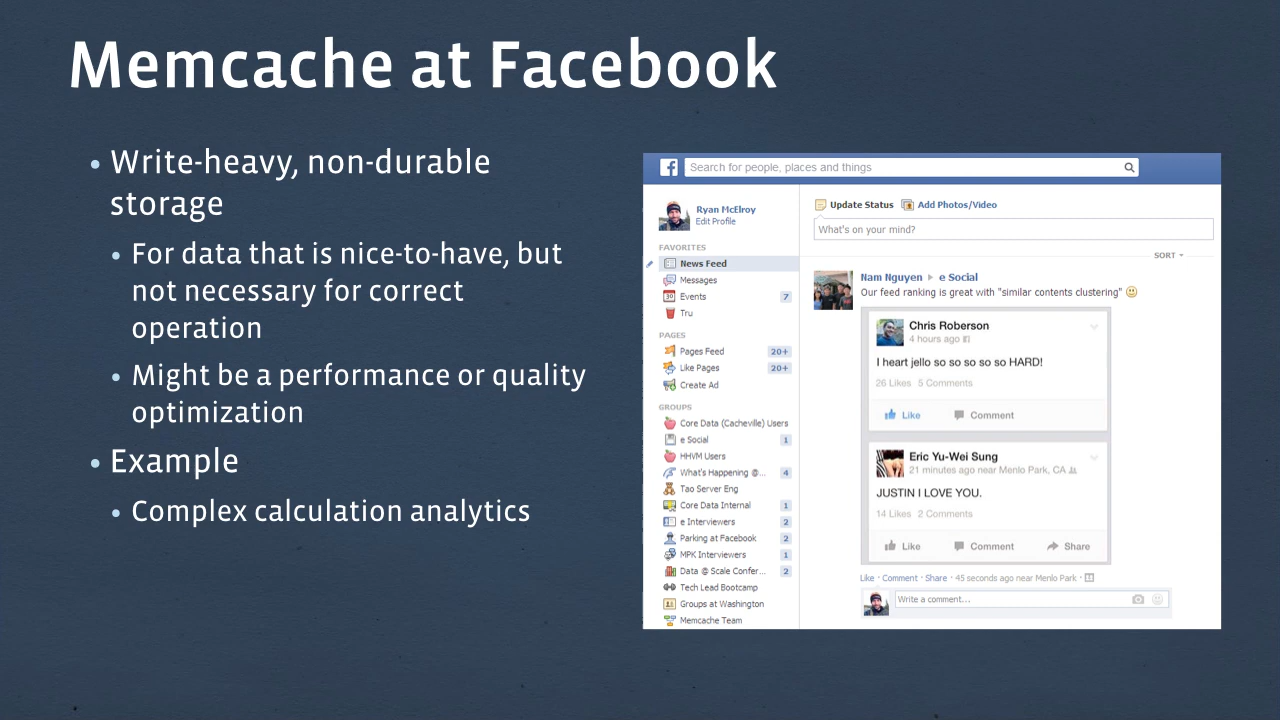 Memcache at Facebook
• Write-heavy, non-durable
storage
• For data that is nice-to-have, but
not necessary for correct
operation
• Might be a performance or quality
optimization
• Example
• Complex calculation analytics
Search for people, places and things
Ryan McElroy
Edit Profile
FAVORITES
News Feed
Messages
Events 7
Tru
PAGES
Pages Feed 20+
Like Pages 20+
Create Ad
GROUPS
Core Data (Cacheville) Users
e Social 1
HHVM Users
What's Happening @... 4
Tao Server Eng
Core Data Internal 1
e Interviewers 2
Parking at Facebook 2
MPK Interviewers 1
Data @ Scale Confer... 2
Tech Lead Bootcamp
Groups at Washington
Memcache Team
Update Status Add Photos/Video
What's on your mind?
SORT
Nam Nguyen e Social
Our feed ranking is great with "similar contents clustering"
Chris Roberson
4 hours ago
I heart jello so so so so so HARD!
26 Likes 5 Comments
Like Comment
Eric Yu-Wei Sung
21 minutes ago near Menlo Park, CA
JUSTIN I LOVE YOU.
14 Likes 2 Comments
Like Comment Share
Like · Comment · Share · 45 seconds ago near Menlo Park ·
Write a comment...